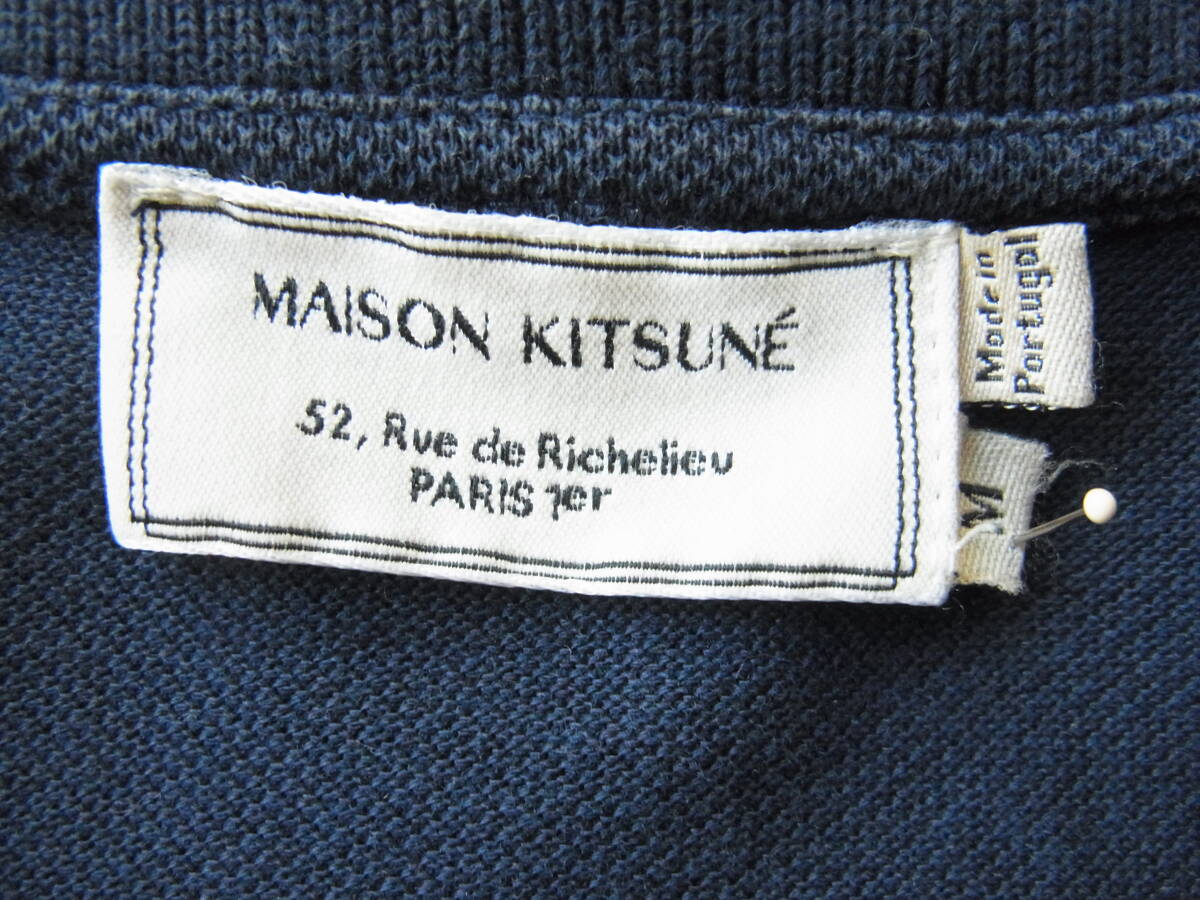 MAISON KITSUNÉ
52, Rue de Richelieu
PARIS 1er
Made in
Portugal
M